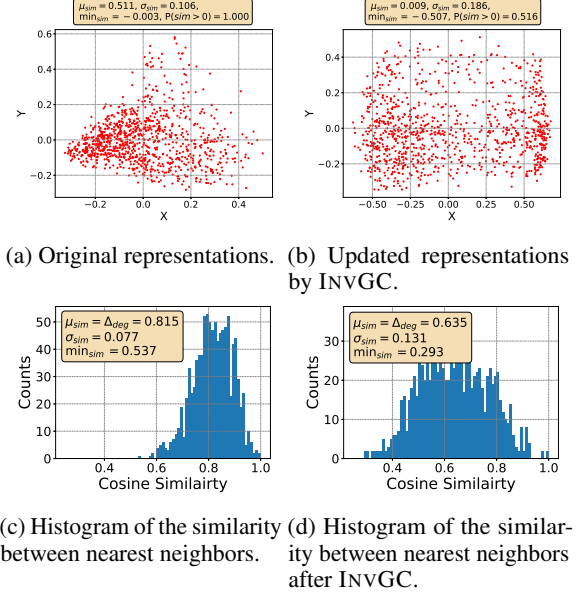 μsim = 0.511, σsim = 0.106,
minsim = − 0.003, P(sim > 0) = 1.000
0.6
0.4
0.2
0.0
−0.2
Y
−0.2 0.0 0.2 0.4
X
μsim = 0.009, σsim = 0.186,
minsim = − 0.507, P(sim > 0) = 0.516
0.4
0.2
0.0
−0.2
Y
−0.50 −0.25 0.00 0.25 0.50
X
(a) Original representations.
(b) Updated representations
by INVGC.
μsim = Δdeg = 0.815
σsim = 0.077
minsim = 0.537
50
40
30
20
10
0
Counts
0.4 0.6 0.8 1.0
Cosine Similairty
μsim = Δdeg = 0.635
σsim = 0.131
minsim = 0.293
30
20
10
0
Counts
0.4 0.6 0.8 1.0
Cosine Similairty
(c) Histogram of the similarity
between nearest neighbors.
(d) Histogram of the similar-
ity between nearest neighbors
after INVGC.